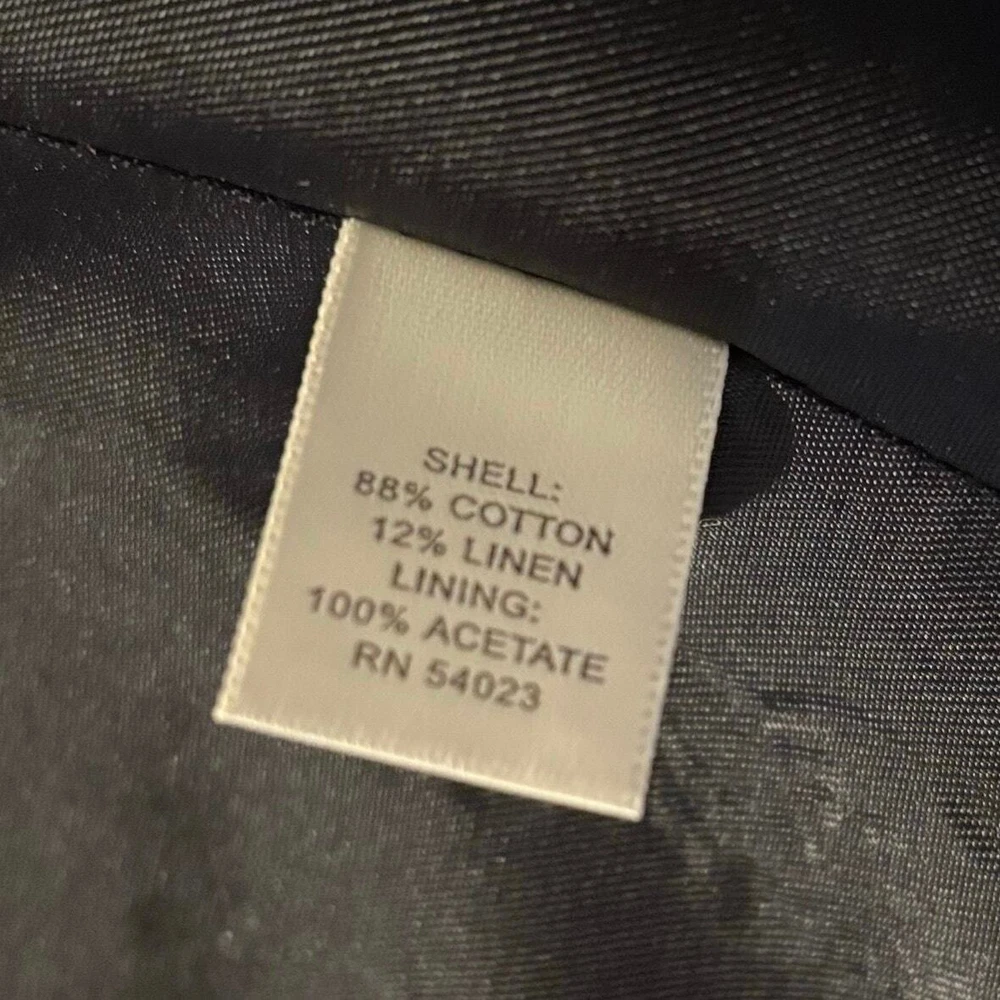 SHELL:
88% COTTON
12% LINEN
LINING:
100% ACETATE
RN 54023